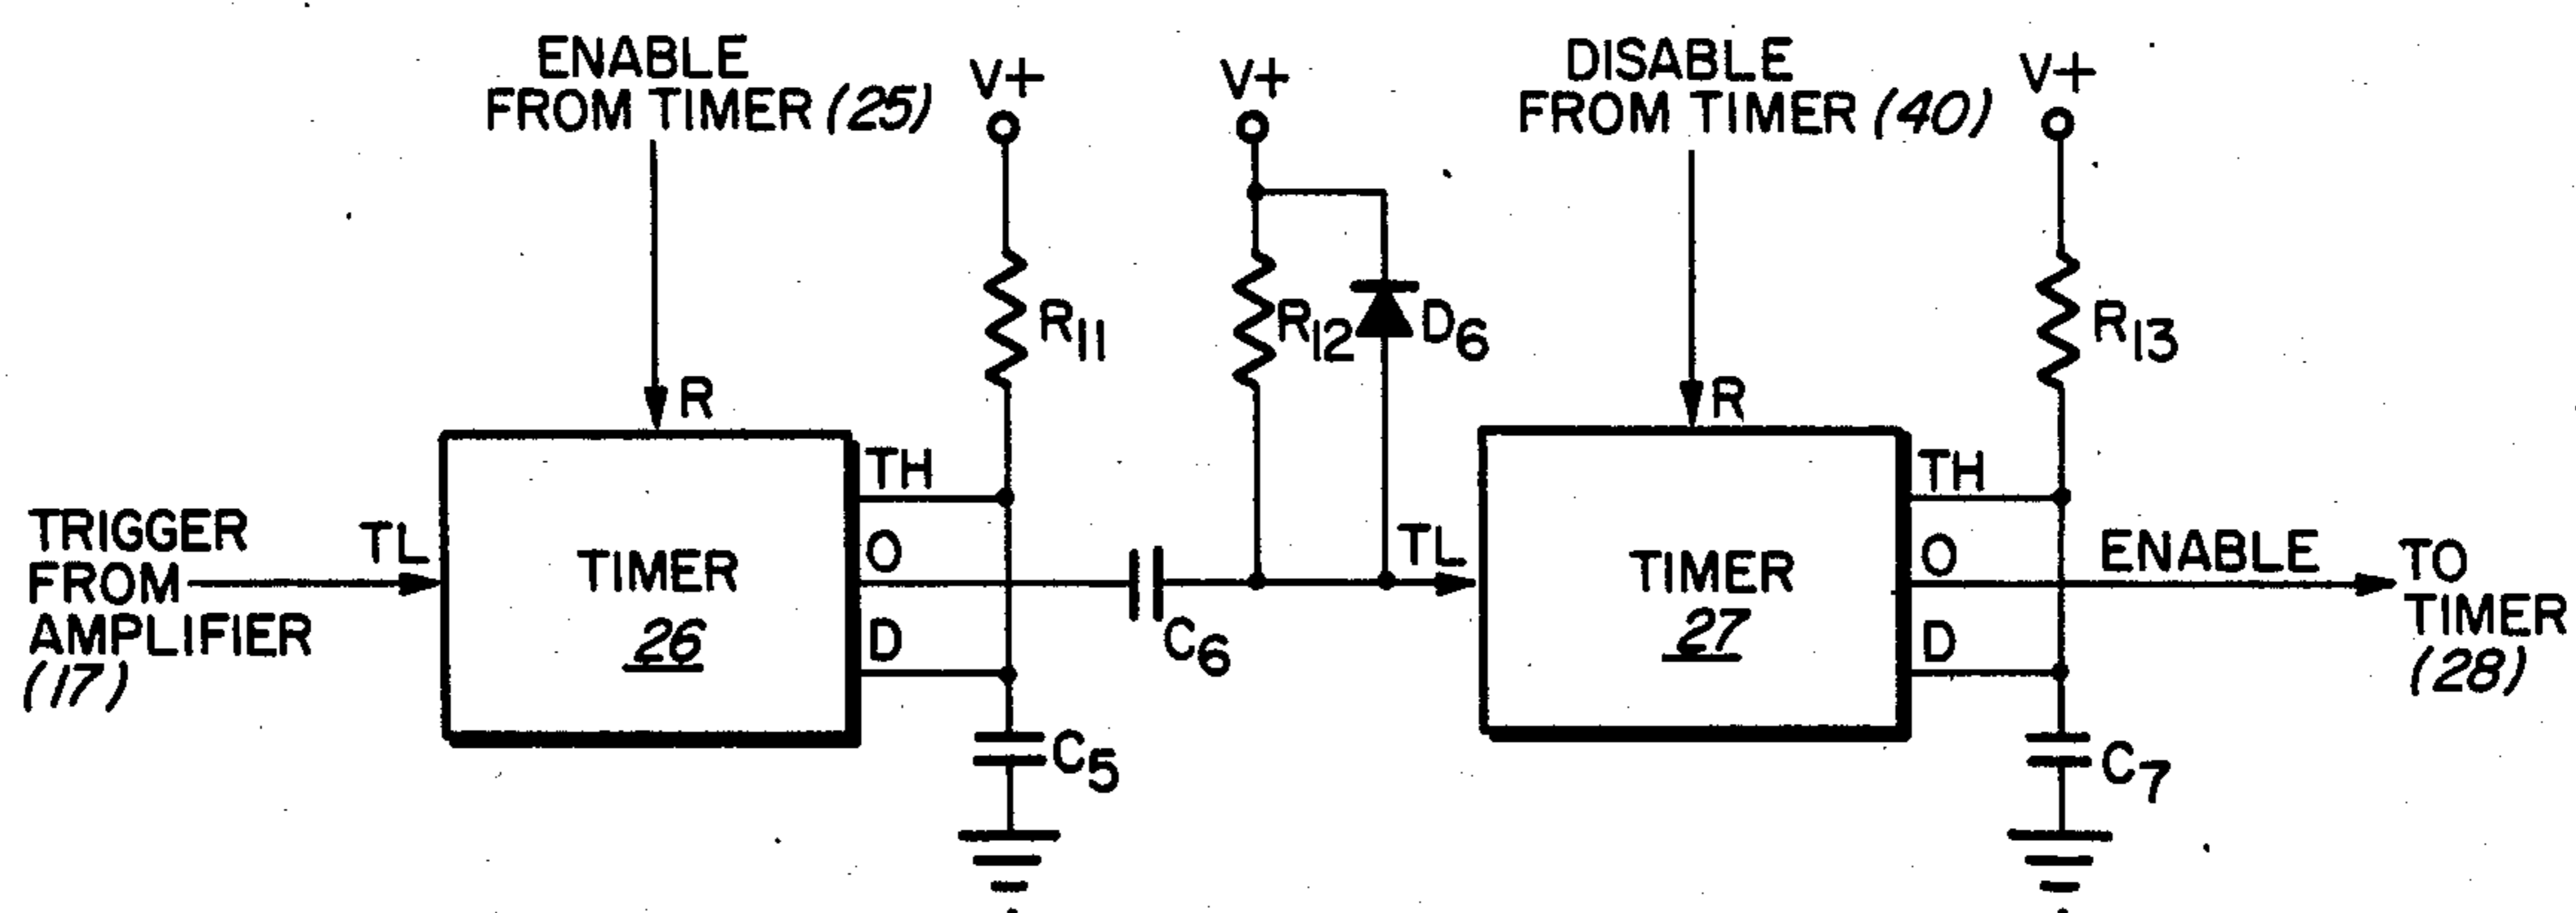 ENABLE
FROM TIMER (25)
V+
V+
DISABLE
FROM TIMER (40)
V+
R11
R12
D6
R13
R
R
TH
TH
TRIGGER
FROM
AMPLIFIER
(17)
TL
TIMER
26
O
D
C6
C5
TL
TIMER
27
O
D
ENABLE
TO
TIMER
(28)
C7